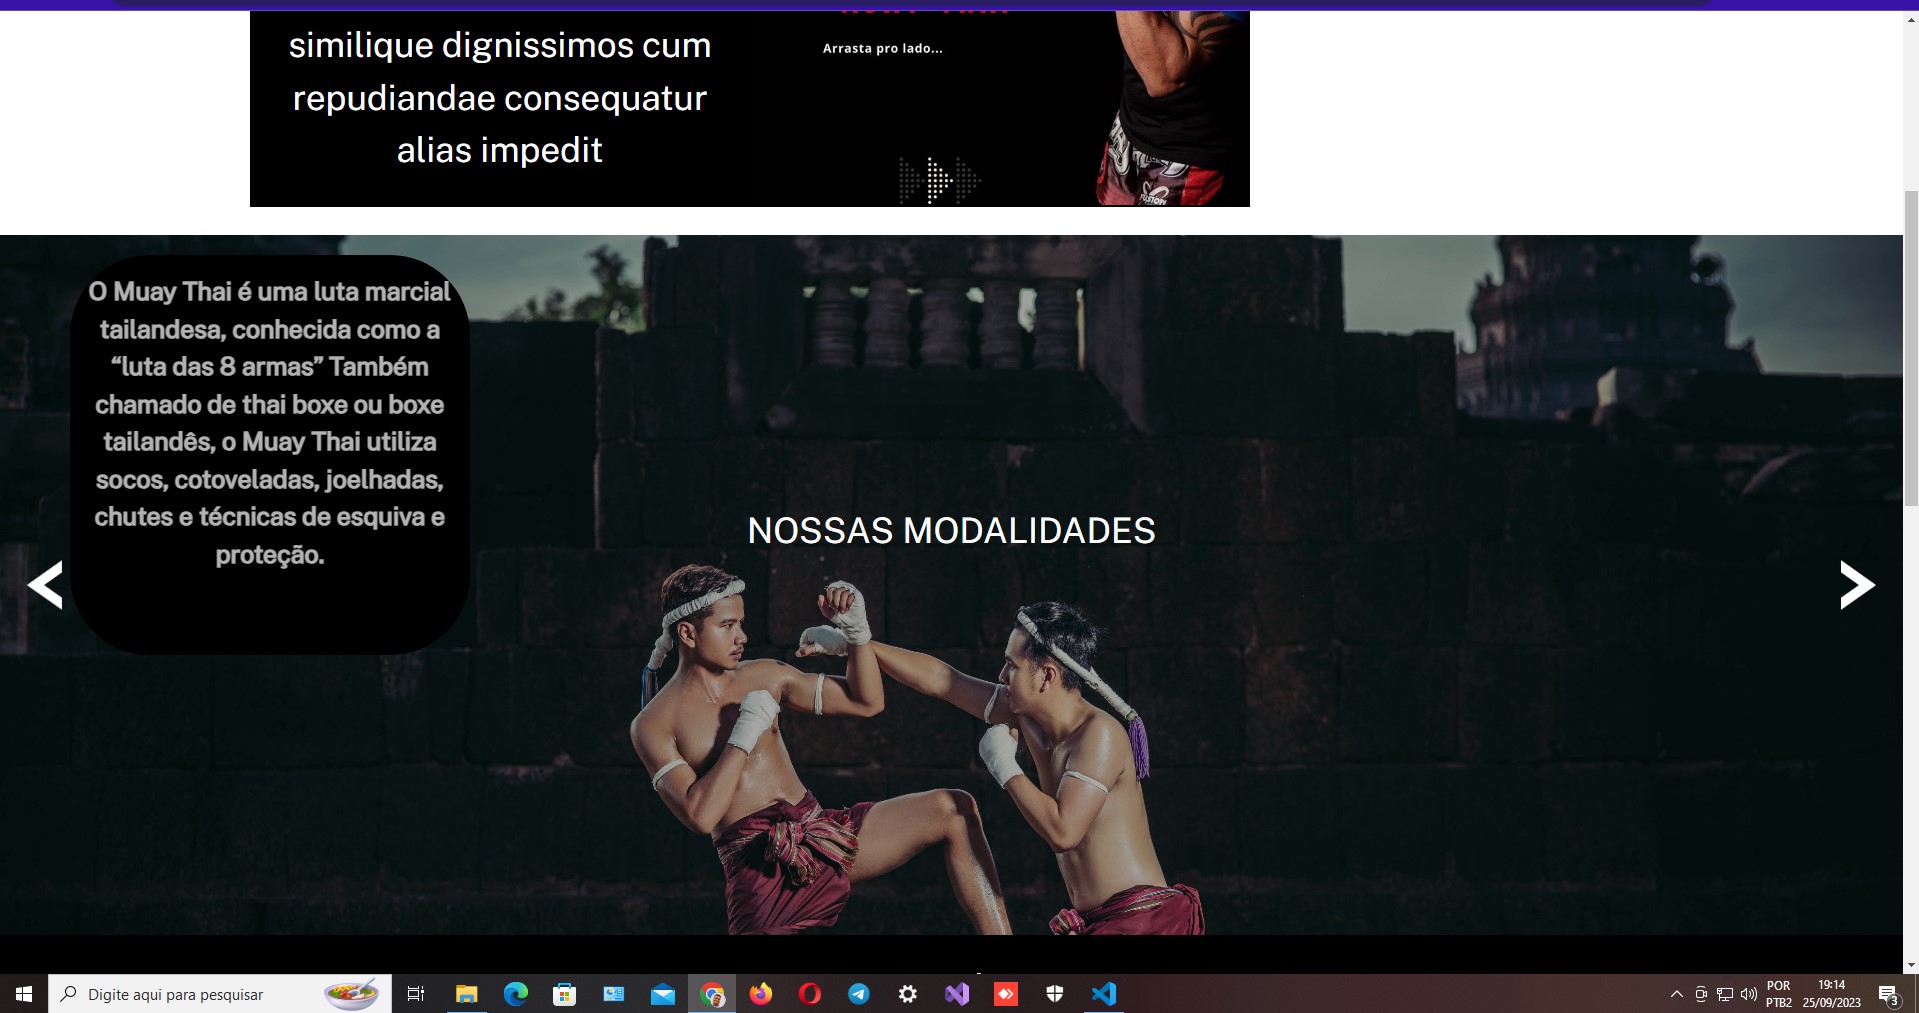 similique dignissimos cum
repudiandae consequatur
alias impedit
Arrasta pro lado...
FUSION
O Muay Thai é uma luta marcial
tailandesa, conhecida como a
“luta das 8 armas” Também
chamado de thai boxe ou boxe
tailandês, o Muay Thai utiliza
socos, cotoveladas, joelhadas,
chutes e técnicas de esquiva e
proteção.
NOSSAS MODALIDADES
Digite aqui para pesquisar
POR
PTB2
19:14
25/09/2023
3